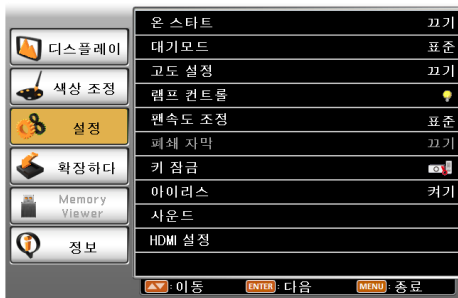 디스플레이
색상 조정
설정
확장하다
Memory
Viewer
정보
온 스타트 끄기
대기모드 표준
고도 설정 끄기
램프 컨트롤
팬속도 조정 표준
폐쇄 자막 끄기
키 잠금
아이리스 켜기
사운드
HDMI 설정
이동 ENTER : 다음 MENU : 종료